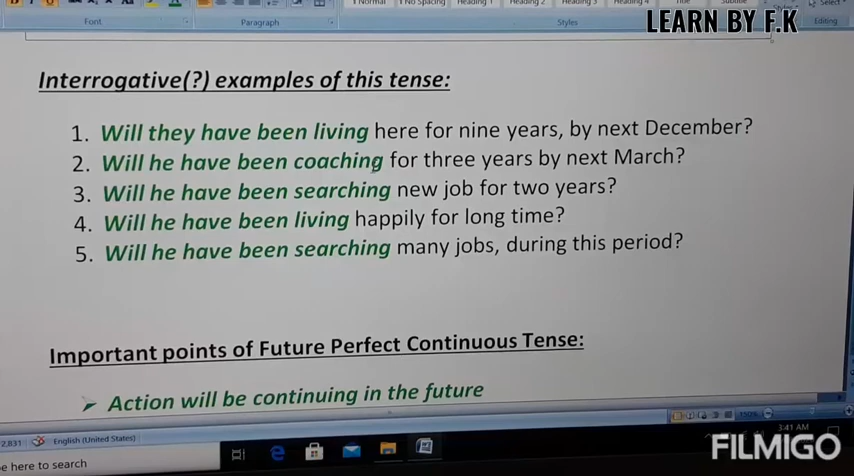 Font
Paragraph
Normal
No Spacing
Heading 1
Heading 2
Heading 3
Heading 4
Title
Subtitle
Styles
Styles
Select
Editing
LEARN BY F.K
Interrogative(?) examples of this tense:
1. Will they have been living here for nine years, by next December?
2. Will he have been coaching for three years by next March?
3. Will he have been searching new job for two years?
4. Will he have been living happily for long time?
5. Will he have been searching many jobs, during this period?
Important points of Future Perfect Continuous Tense:
➢ Action will be continuing in the future
2,831
English (United States)
150%
e here to search
3:41 AM
FILMIGO